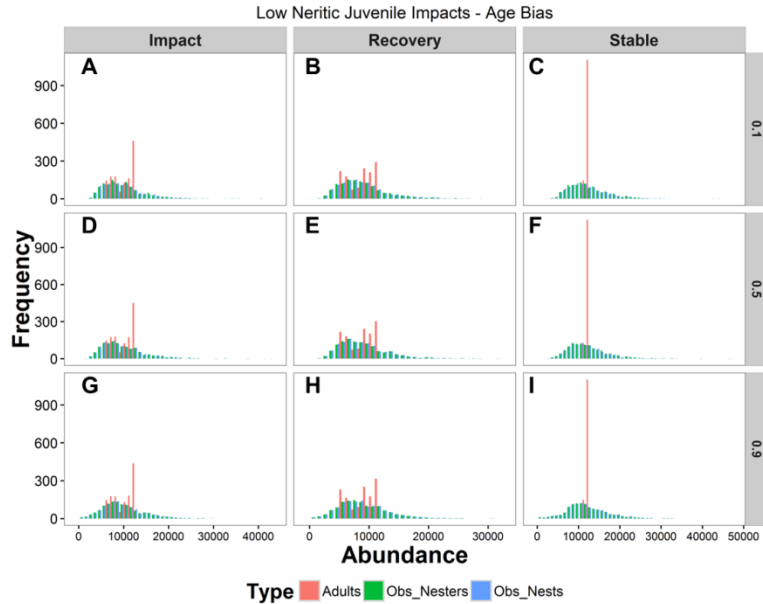 Low Neritic Juvenile Impacts - Age Bias
Impact Recovery Stable
A B C
900
600
300
0
0.1
D E F
900
600
300
0
0.5
G H I
900
600
300
0
0.9
Frequency
0 10000 20000 30000 40000 0 10000 20000 30000 0 10000 20000 30000 40000 50000
Abundance
Type Adults Obs_Nesters Obs_Nests